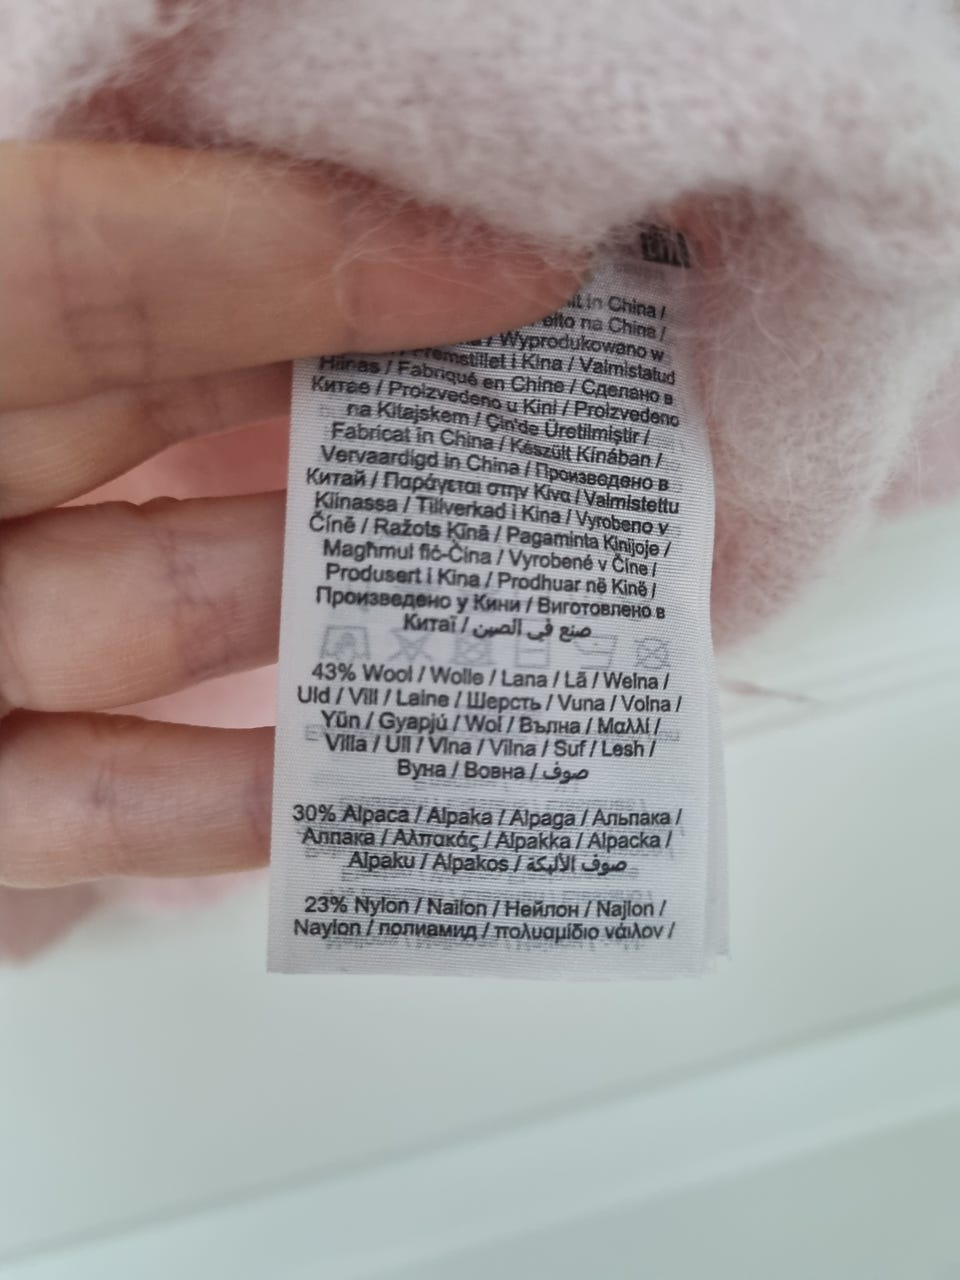 in China /
na China /
/ Wyprodukowano w
/ Fremstillet i Kina / Valmistatud
Hiinas / Fabriqué en Chine / Сделано в
Китае / Proizvedeno u Kini / Proizvedeno
na Kitajskem / Çin'de Üretilmiştir /
Fabricat în China / Készült Kínában /
Vervaardigd in China / Произведено в
Китай / Παράγεται στην Κίνα / Valmistettu
Kiinassa / Tillverkad i Kina / Vyrobeno v
Číně / Ražots Ķīnā / Pagaminta Kinijoje /
Magħmul fiċ-Ċina / Vyrobené v Číne /
Produsert i Kina / Prodhuar në Kinë /
Произведено у Кини / Виготовлено в
Китаї / صنع في الصين
43% Wool / Wolle / Lana / Lã / Wełna /
Uld / Vill / Laine / Шерсть / Vuna / Volna /
Yün / Gyapjú / Wol / Вълна / Μαλλί /
Villa / Ull / Vlna / Vilna / Suf / Lesh /
Вуна / Вовна / صوف
30% Alpaca / Alpaka / Alpaga / Альпака /
Алпака / Αλπακάς / Alpakka / Alpacka /
Alpaku / Alpakos / صوف الألبكة
23% Nylon / Nailon / Нейлон / Najlon /
Naylon / полиамид / πολυαμίδιο νάιλον /